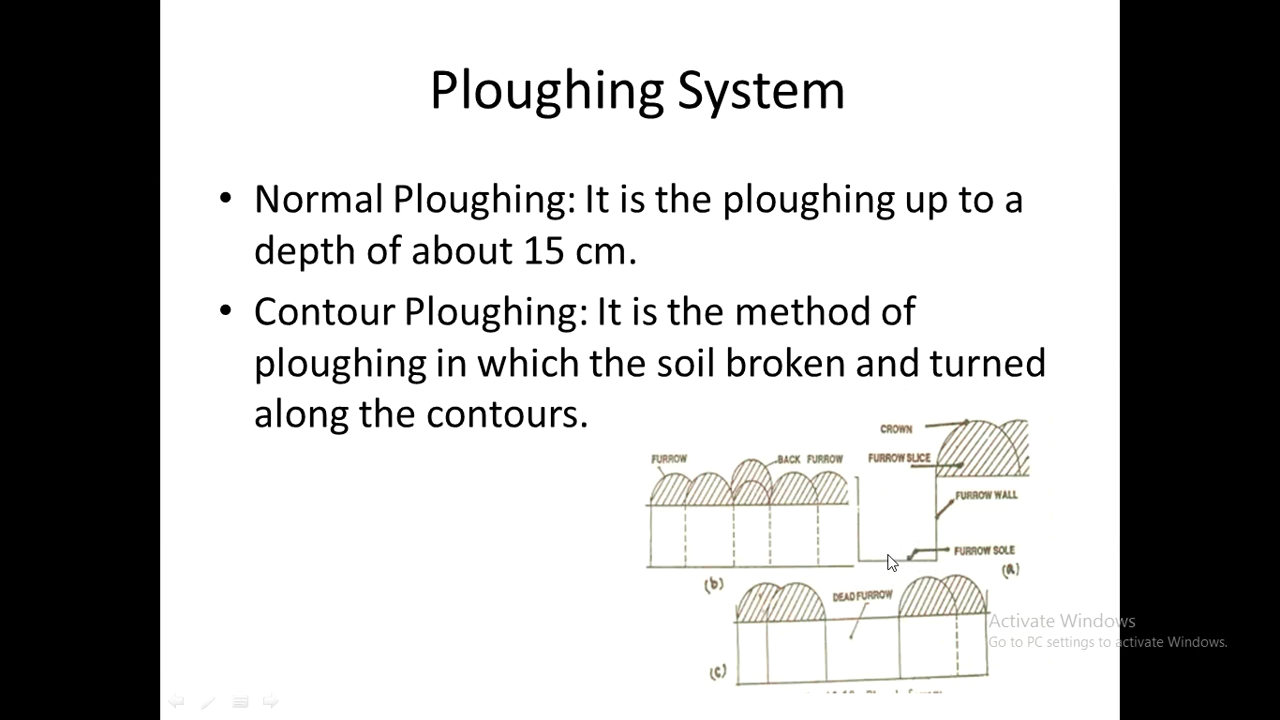 Ploughing System
• Normal Ploughing: It is the ploughing up to a
depth of about 15 cm.
• Contour Ploughing: It is the method of
ploughing in which the soil broken and turned
along the contours.
CROWN
FURROW
BACK FURROW
FURROW SLICE
FURROW WALL
FURROW SOLE
(a)
(b)
DEAD FURROW
(c)
Activate Windows
Go to PC settings to activate Windows.